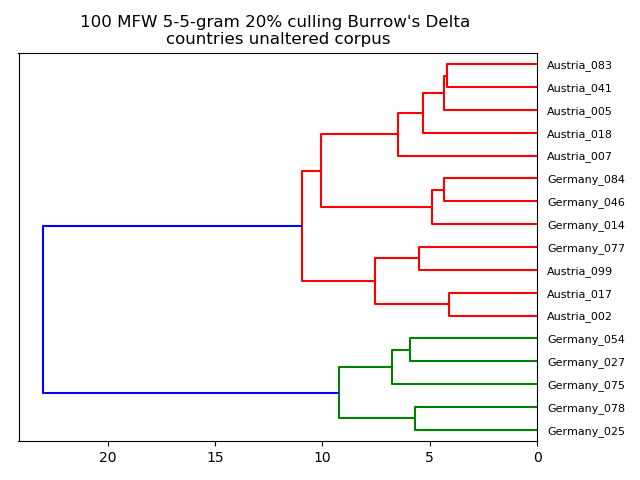 100 MFW 5-5-gram 20% culling Burrow's Delta
countries unaltered corpus
Austria_083
Austria_041
Austria_005
Austria_018
Austria_007
Germany_084
Germany_046
Germany_014
Germany_077
Austria_099
Austria_017
Austria_002
Germany_054
Germany_027
Germany_075
Germany_078
Germany_025
20 15 10 5 0